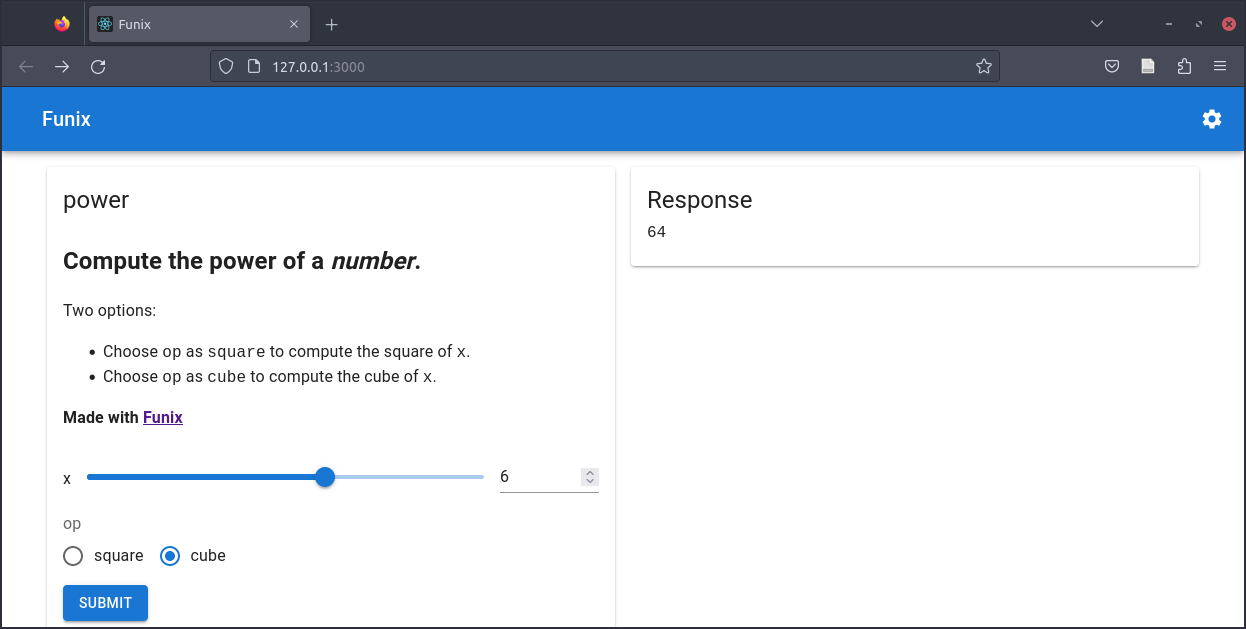 Funix
127.0.0.1:3000
Funix
power
Compute the power of a number.
Two options:
• Choose op as square to compute the square of x.
• Choose op as cube to compute the cube of x.
Made with Funix
x
6
op
square cube
SUBMIT
Response
64